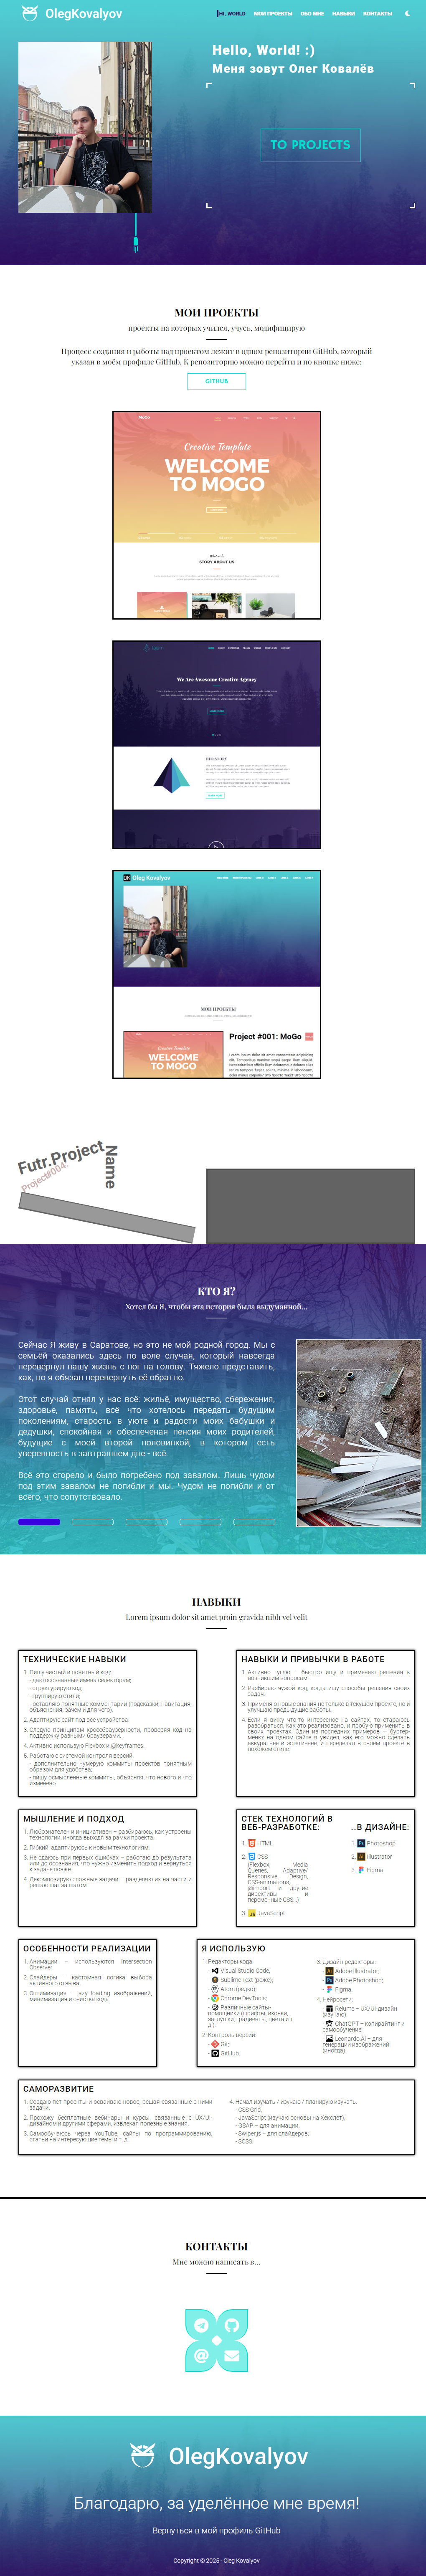 OlegKovalyov
HI, WORLD
МОИ ПРОЕКТЫ
ОБО МНЕ
НАВЫКИ
КОНТАКТЫ
Hello, World! :)
Меня зовут Олег Ковалёв
TO PROJECTS
МОИ ПРОЕКТЫ
проекты на которых учился, учусь, модифицирую
Процесс создания и работы над проектом лежит в одном репозитории GitHub, который
указан в моём профиле GitHub. К репозиторию можно перейти и по кнопке ниже:
GITHUB
MoGo
Creative Template
WELCOME
TO MOGO
What we do
STORY ABOUT US
We Are Awesome Creative Agency
OUR STORY
Oleg Kovalyov
МОИ ПРОЕКТЫ
Creative Template
WELCOME
TO MOGO
Project #001: MoGo
Futr.Project
Name
Project#004:
КТО Я?
Хотел бы Я, чтобы эта история была выдуманной...
Сейчас Я живу в Саратове, но это не мой родной город. Мы с
семьёй оказались здесь по воле случая, который навсегда
перевернул нашу жизнь с ног на голову. Тяжело представить,
как, но я обязан перевернуть её обратно.
Этот случай отнял у нас всё: жильё, имущество, сбережения,
здоровье, память, всё что хотелось передать будущим
поколениям, старость в уюте и радости моих бабушки и
дедушки, спокойная и обеспеченная пенсия моих родителей,
будущие с моей второй половинкой, в котором есть
уверенность в завтрашнем дне - всё.
Всё это сгорело и было погребено под завалом. Лишь чудом
под этим завалом не погибли и мы. Чудом не погибли и от
всего, что сопутствовало.
НАВЫКИ
Lorem ipsum dolor sit amet proin gravida nibh vel velit
ТЕХНИЧЕСКИЕ НАВЫКИ
1. Пишу чистый и понятный код:
- даю осознанные имена селекторам;
- структурирую код;
- группирую стили;
- оставляю понятные комментарии (подсказки, навигация,
объяснения, зачем и для чего).
2. Адаптирую сайт под все устройства.
3. Следую принципам кроссбраузерности, проверяя код на
поддержку разными браузерами.
4. Активно использую Flexbox и @keyframes.
5. Работаю с системой контроля версий:
- дополнительно нумерую коммиты проектов понятным
образом для удобства;
- пишу осмысленные коммиты, объясняя, что нового и что
изменено.
НАВЫКИ И ПРИВЫЧКИ В РАБОТЕ
1. Активно гуглю – быстро ищу и применяю решения к
возникшим вопросам.
2. Разбираю чужой код, когда ищу способы решения своих
задач.
3. Применяю новые знания не только в текущем проекте, но и
улучшаю предыдущие работы.
4. Если я вижу что-то интересное на сайтах, то стараюсь
разобраться, как это реализовано, и пробую применить в
своих проектах. Один из последних примеров — бургер-
меню: на одном сайте я увидел, как его можно сделать
аккуратнее и эстетичнее, и переделал в своём проекте в
похожем стиле.
МЫШЛЕНИЕ И ПОДХОД
1. Любознателен и инициативен – разбираюсь, как устроены
технологии, иногда выходя за рамки проекта.
2. Гибкий, адаптируюсь к новым технологиям.
3. Не сдаюсь при первых ошибках – работаю до результата
или до осознания, что нужно изменить подход и вернуться
к задаче позже.
4. Декомпозирую сложные задачи – разделяю их на части и
решаю шаг за шагом.
СТЕК ТЕХНОЛОГИЙ В
ВЕБ-РАЗРАБОТКЕ:
1. HTML
2. CSS
(Flexbox, Media
Queries, Adaptive/
Responsive Design,
CSS-animations,
@import и другие
директивы и
переменные CSS...)
3. JavaScript
...В ДИЗАЙНЕ:
1. Photoshop
2. Illustrator
3. Figma
ОСОБЕННОСТИ РЕАЛИЗАЦИИ
1. Анимации – используются Intersection
Observer.
2. Слайдеры – кастомная логика выбора
активного отзыва.
3. Оптимизация – lazy loading изображений,
минимизация и очистка кода.
Я ИСПОЛЬЗУЮ
1. Редакторы кода:
- Visual Studio Code;
- Sublime Text (реже);
- Atom (редко);
- Chrome DevTools;
- Различные сайты-
помощники (шрифты, иконки,
заглушки, градиенты, цвета и т.
д.).
2. Контроль версий:
- Git;
- GitHub.
3. Дизайн-редакторы:
- Adobe Illustrator;
- Adobe Photoshop;
- Figma.
4. Нейросети:
- Relume – UX/UI-дизайн
(изучаю);
- ChatGPT – копирайтинг и
самообучение;
- Leonardo.Ai – для
генерации изображений
(иногда).
САМОРАЗВИТИЕ
1. Создаю пет-проекты и осваиваю новое, решая связанные с ними
задачи.
2. Прохожу бесплатные вебинары и курсы, связанные с UX/UI-
дизайном и другими сферами, извлекая полезные знания.
3. Самообучаюсь через YouTube, сайты по программированию,
статьи на интересующие темы и т. д.
4. Начал изучать / изучаю / планирую изучать:
- CSS Grid;
- JavaScript (изучаю основы на Хекслет);
- GSAP – для анимации;
- Swiper.js – для слайдеров;
- SCSS.
КОНТАКТЫ
Мне можно написать в...
OlegKovalyov
Благодарю, за уделённое мне время!
Вернуться в мой профиль GitHub
Copyright © 2025 - Oleg Kovalyov